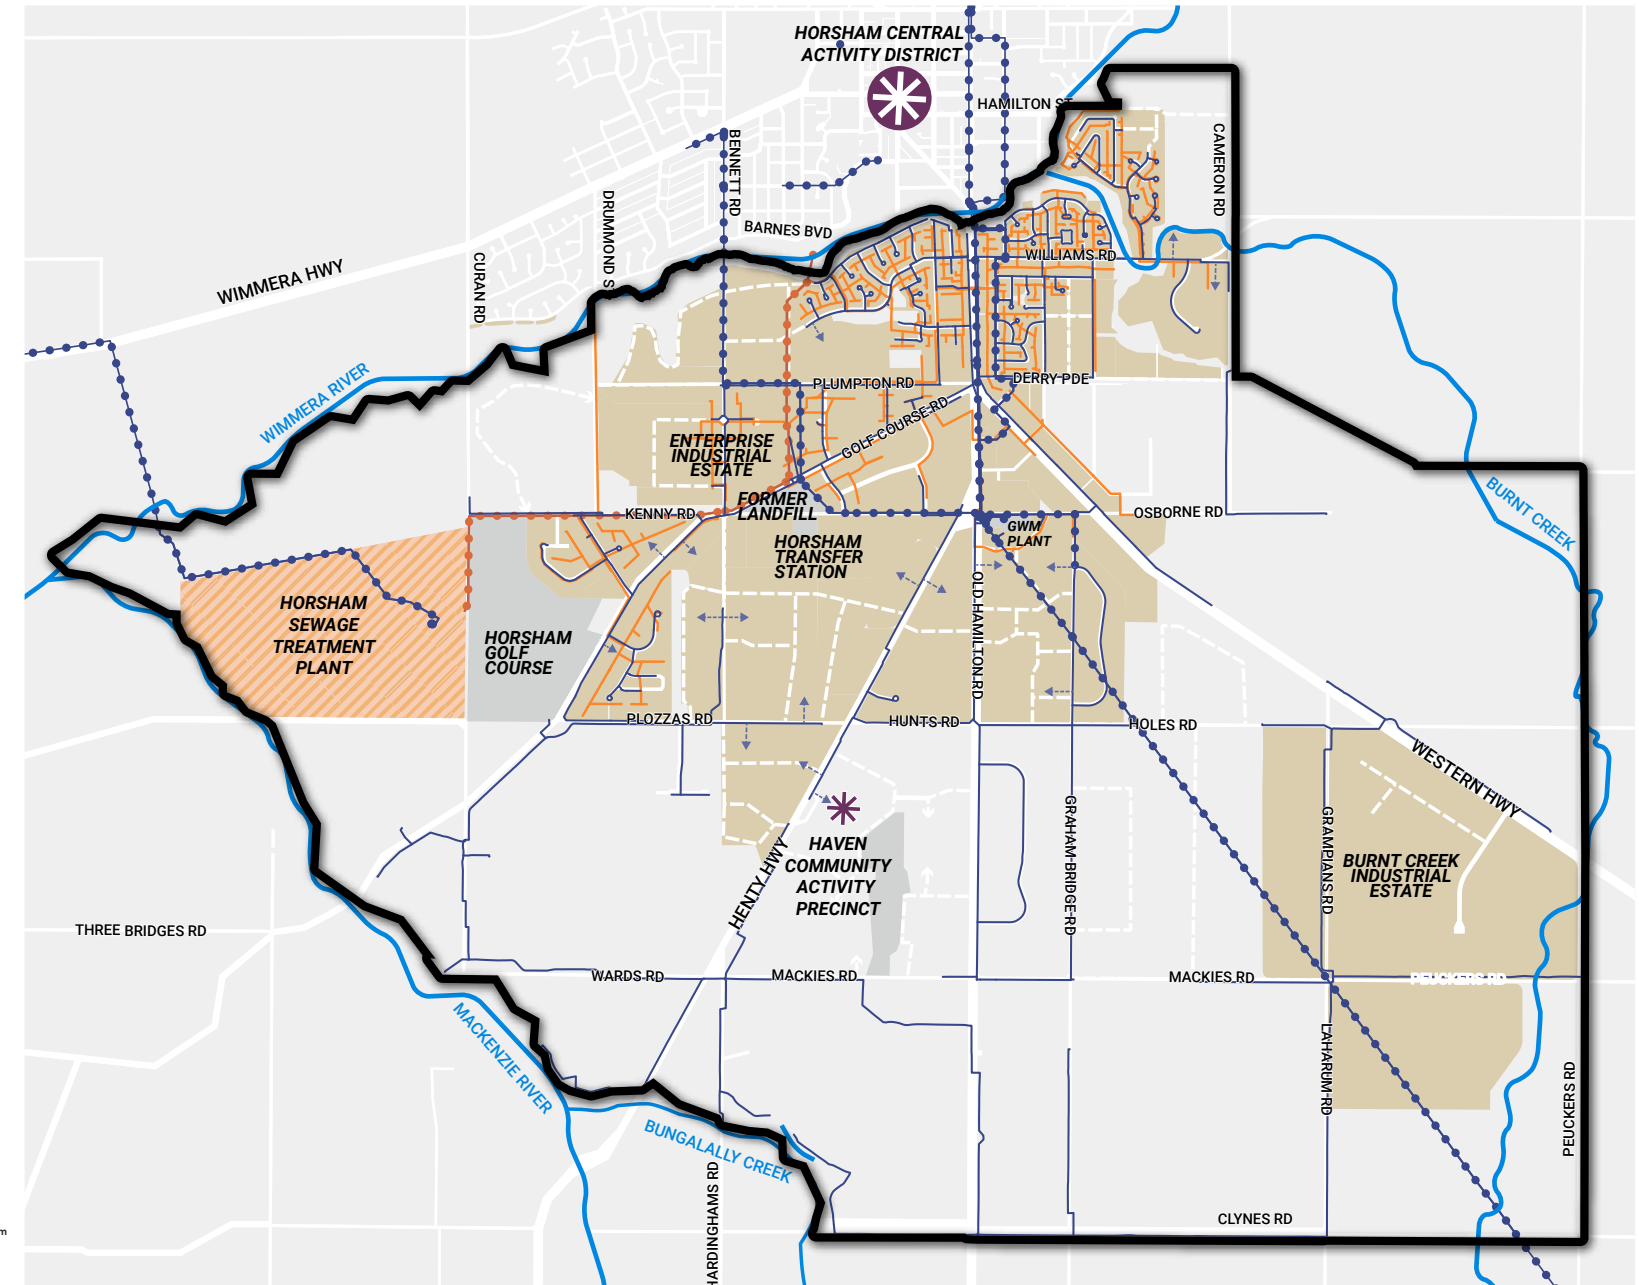 HORSHAM CENTRAL
ACTIVITY DISTRICT
HAMILTON ST
CAMERON RD
BENNETT RD
DRUMMOND S
BARNES BVD
WIMMERA HWY
CURAN RD
WILLIAMS RD
WIMMERA RIVER
PLUMPTON RD
DERRY PDE
GOLF COURSE RD
ENTERPRISE
INDUSTRIAL
ESTATE
FORMER
LANDFILL
KENNY RD
OSBORNE RD
BURNT CREEK
GWM
PLANT
HORSHAM
TRANSFER
STATION
OLD HAMILTON RD
HORSHAM
SEWAGE
TREATMENT
PLANT
HORSHAM
GOLF
COURSE
PLOZZAS RD
HUNTS RD
HOLES RD
WESTERN HWY
GRAHAM BRIDGE RD
GRAMPIANS RD
HAVEN
COMMUNITY
ACTIVITY
PRECINCT
HENTY HWY
BURNT CREEK
INDUSTRIAL
ESTATE
THREE BRIDGES RD
WARDS RD
MACKIES RD
MACKIES RD
PEUCKERS RD
MACKENZIE RIVER
LAHARUM RD
PEUCKERS RD
BUNGALALLY CREEK
HARDINGHAMS RD
CLYNES RD
m